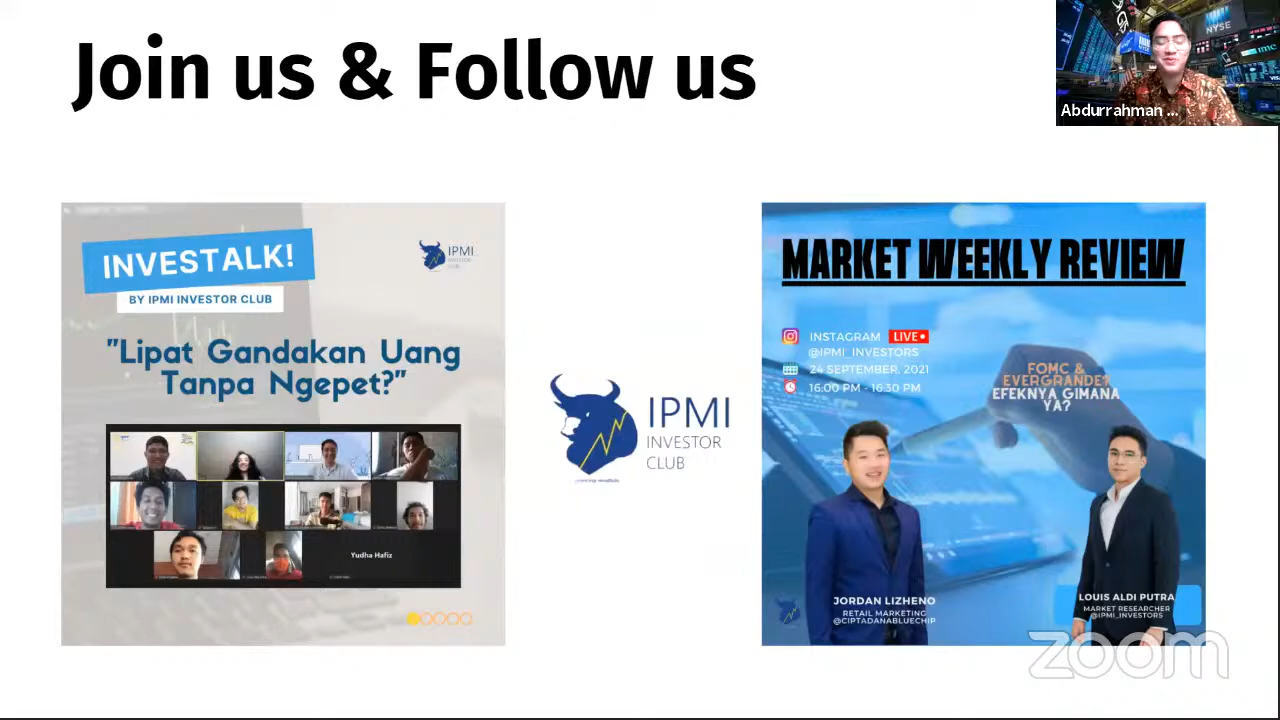 Join us & Follow us
NYSE
Abdurrahman ...
INVESTALK!
BY IPMI INVESTOR CLUB
IPMI
INVESTOR
CLUB
"Lipat Gandakan Uang
Tanpa Ngepet?"
Yudha Hafiz
IPMI
INVESTOR
CLUB
MARKET WEEKLY REVIEW
INSTAGRAM LIVE
@IPMI_INVESTORS
24 SEPTEMBER, 2021
16:00 PM - 16:30 PM
FOMC &
EVERGRANDE?
EFEKNYA GIMANA
YA?
JORDAN LIZHENO
RETAIL MARKETING
@CIPTADANABLUECHIP
LOUIS ALDI PUTRA
MARKET RESEARCHER
@IPMI_INVESTORS
zoom